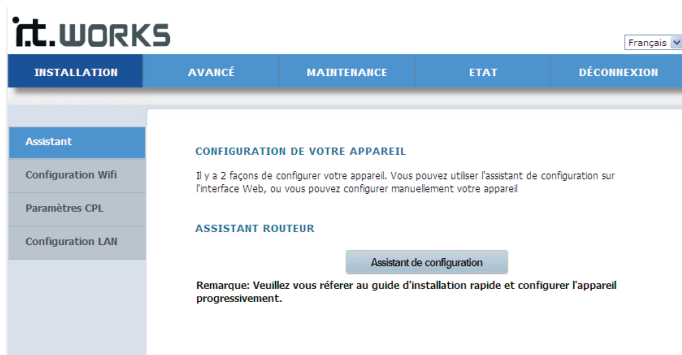 i.t.WORKS
Français
INSTALLATION AVANCÉ MAINTENANCE ETAT DÉCONNEXION
Assistant
Configuration Wifi
Paramètres CPL
Configuration LAN
CONFIGURATION DE VOTRE APPAREIL
Il y a 2 façons de configurer votre appareil. Vous pouvez utiliser l'assistant de configuration sur
l'interface Web, ou vous pouvez configurer manuellement votre appareil
ASSISTANT ROUTEUR
Assistant de configuration
Remarque: Veuillez vous réferer au guide d'installation rapide et configurer l'appareil
progressivement.